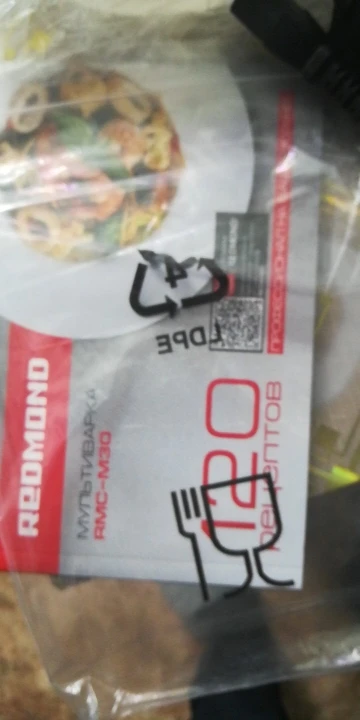 REDMOND
МУЛЬТИВАРКА
RMC-M30
120
рецептов
4
LDPE